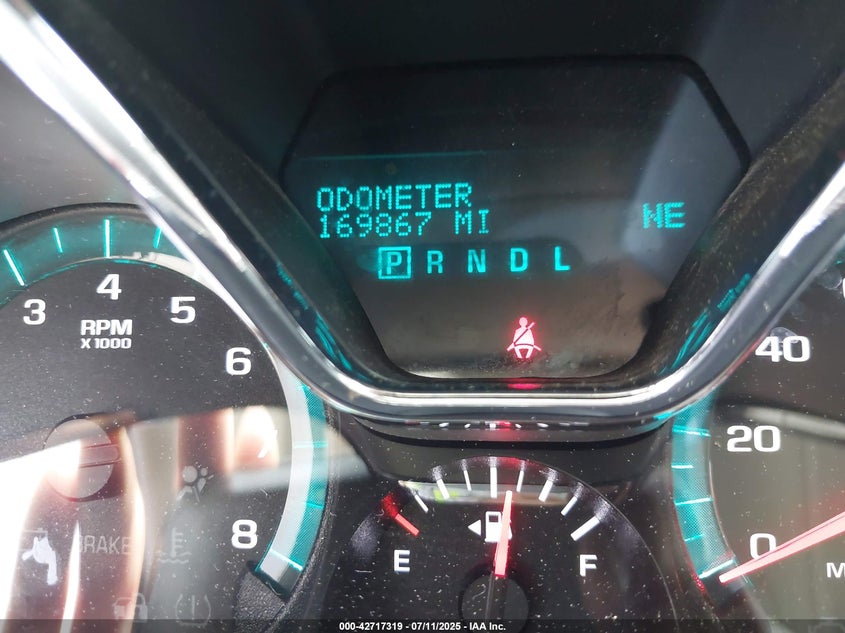 ODOMETER
169867 MI
NE
P R N D L
3
4
5
6
7
8
RPM
X1000
BRAKE
E
F
40
20
0
000-42717319 - 07/11/2025 - IAA Inc.